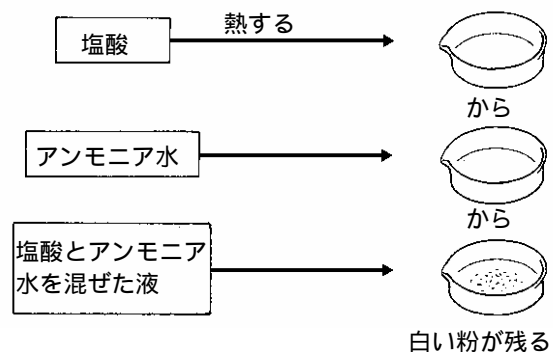 塩酸
熱する
から
アンモニア水
から
塩酸とアンモニア
水を混ぜた液
白い粉が残る